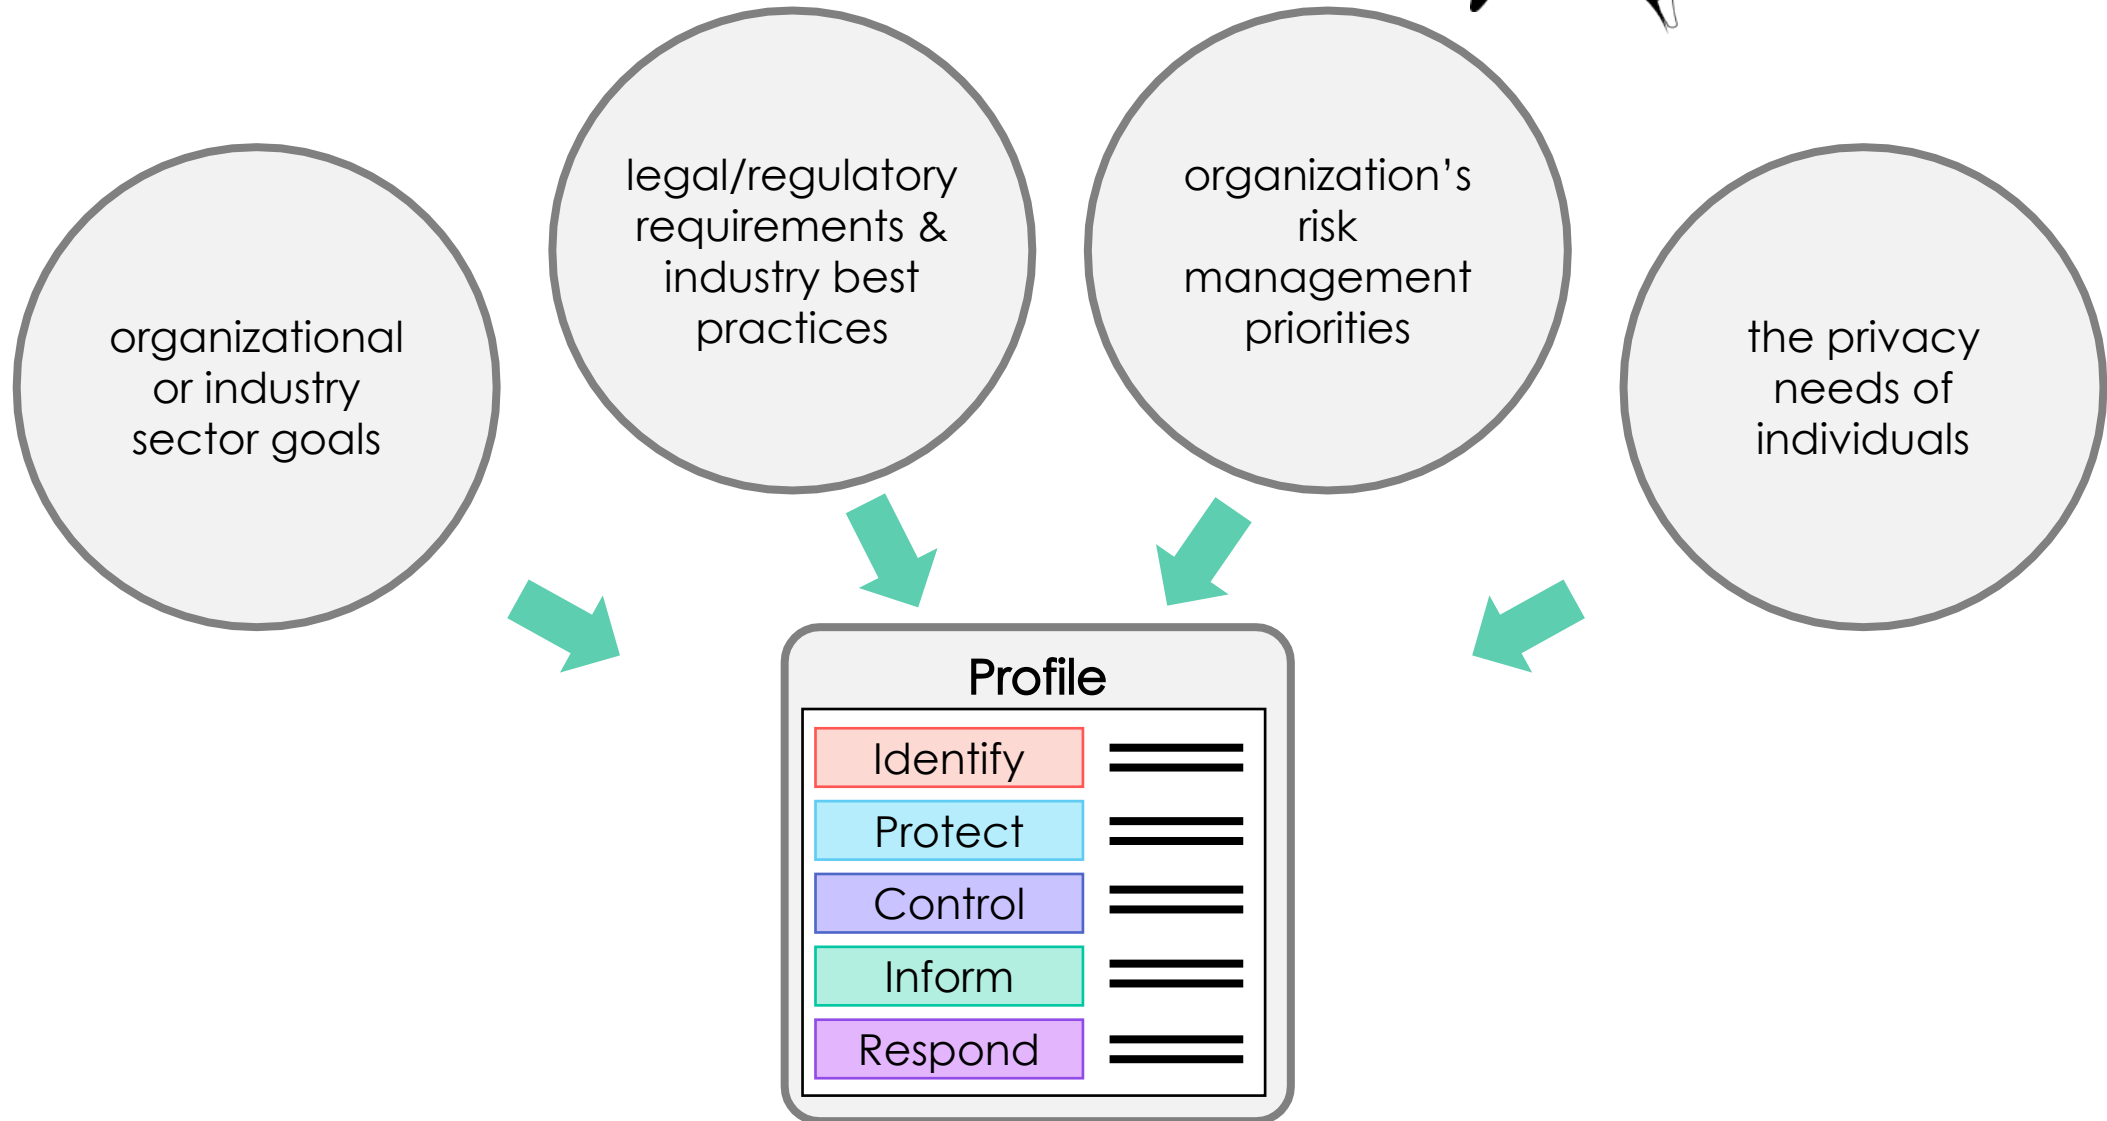 organizational
or industry
sector goals
legal/regulatory
requirements &
industry best
practices
organization’s
risk
management
priorities
the privacy
needs of
individuals
Profile
Identify
Protect
Control
Inform
Respond